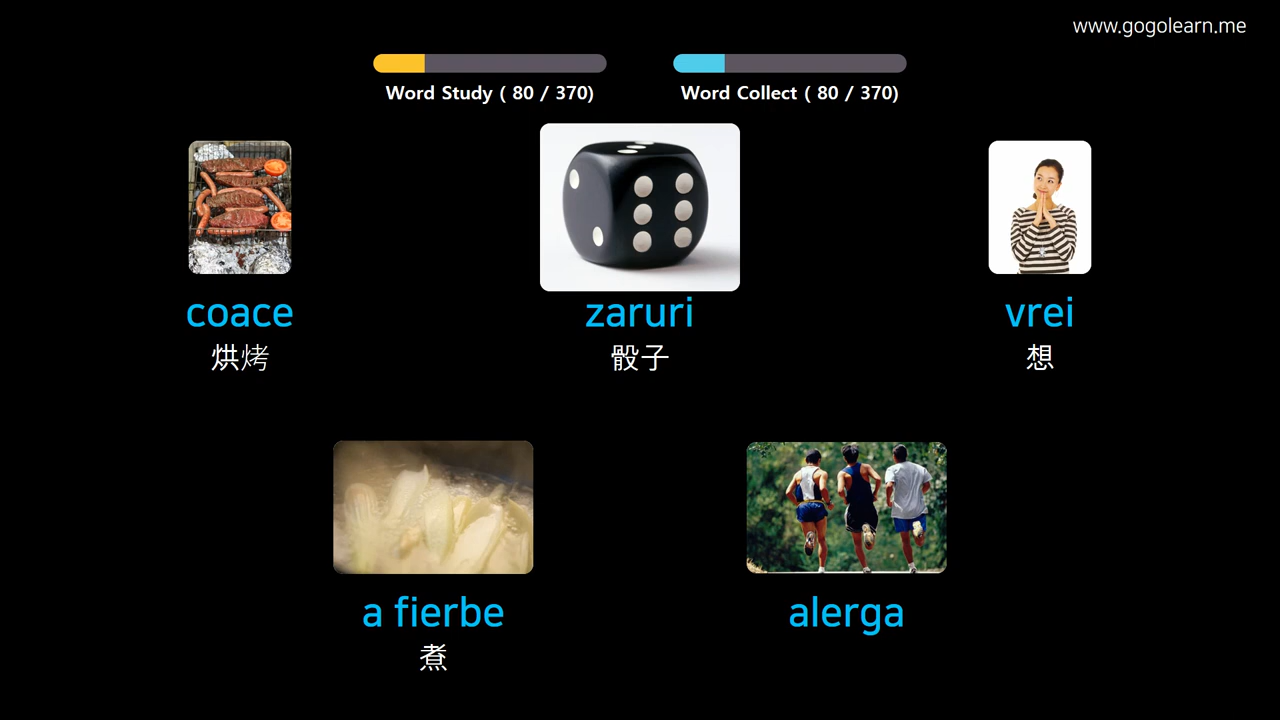 www.gogolearn.me
Word Study ( 80 / 370)
Word Collect ( 80 / 370)
coace
烘烤
zaruri
骰子
vrei
想
a fierbe
煮
alerga